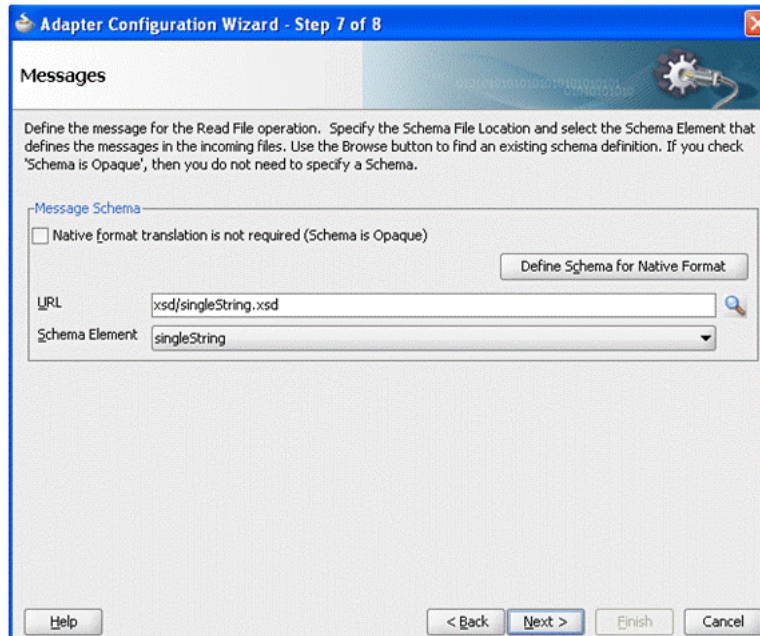 Adapter Configuration Wizard - Step 7 of 8
Messages
Define the message for the Read File operation. Specify the Schema File Location and select the Schema Element that
defines the messages in the incoming files. Use the Browse button to find an existing schema definition. If you check
'Schema is Opaque', then you do not need to specify a Schema.
Message Schema
Native format translation is not required (Schema is Opaque)
Define Schema for Native Format
URL xsd/singleString.xsd
Schema Element singleString
Help < Back Next > Finish Cancel